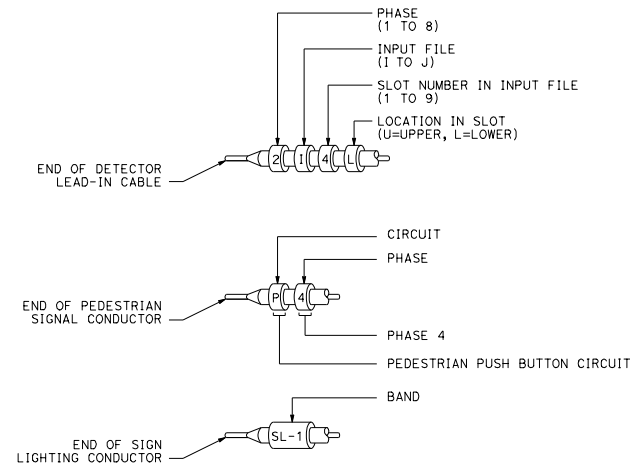 PHASE
(1 TO 8)
INPUT FILE
(I TO J)
SLOT NUMBER IN INPUT FILE
(1 TO 9)
LOCATION IN SLOT
(U=UPPER, L=LOWER)
2 I 4 L
END OF DETECTOR
LEAD-IN CABLE
CIRCUIT
PHASE
P 4
END OF PEDESTRIAN
SIGNAL CONDUCTOR
PHASE 4
PEDESTRIAN PUSH BUTTON CIRCUIT
BAND
SL-1
END OF SIGN
LIGHTING CONDUCTOR